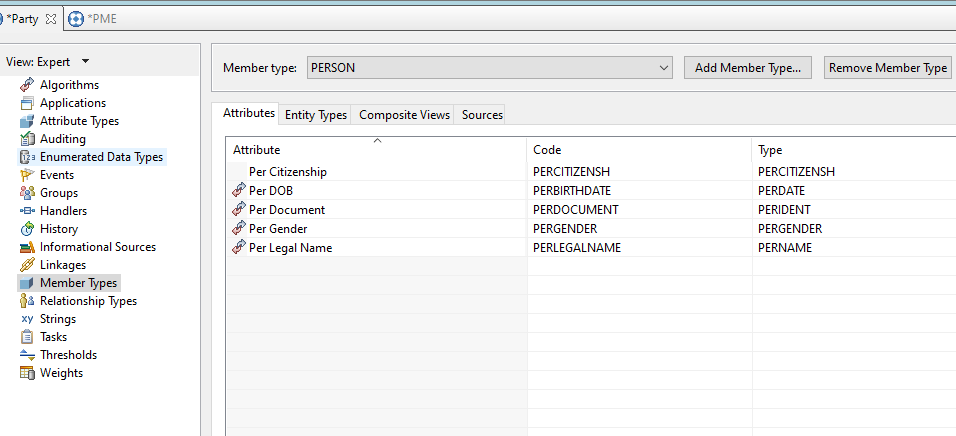 *Party *PME
View: Expert
Algorithms
Applications
Attribute Types
Auditing
Enumerated Data Types
Events
Groups
Handlers
History
Informational Sources
Linkages
Member Types
Relationship Types
xy Strings
Tasks
Thresholds
Weights
Member type: PERSON Add Member Type... Remove Member Type
Attributes Entity Types Composite Views Sources
Attribute Code Type
Per Citizenship PERCITIZENSH PERCITIZENSH
Per DOB PERBIRTHDATE PERDATE
Per Document PERDOCUMENT PERIDENT
Per Gender PERGENDER PERGENDER
Per Legal Name PERLEGALNAME PERNAME